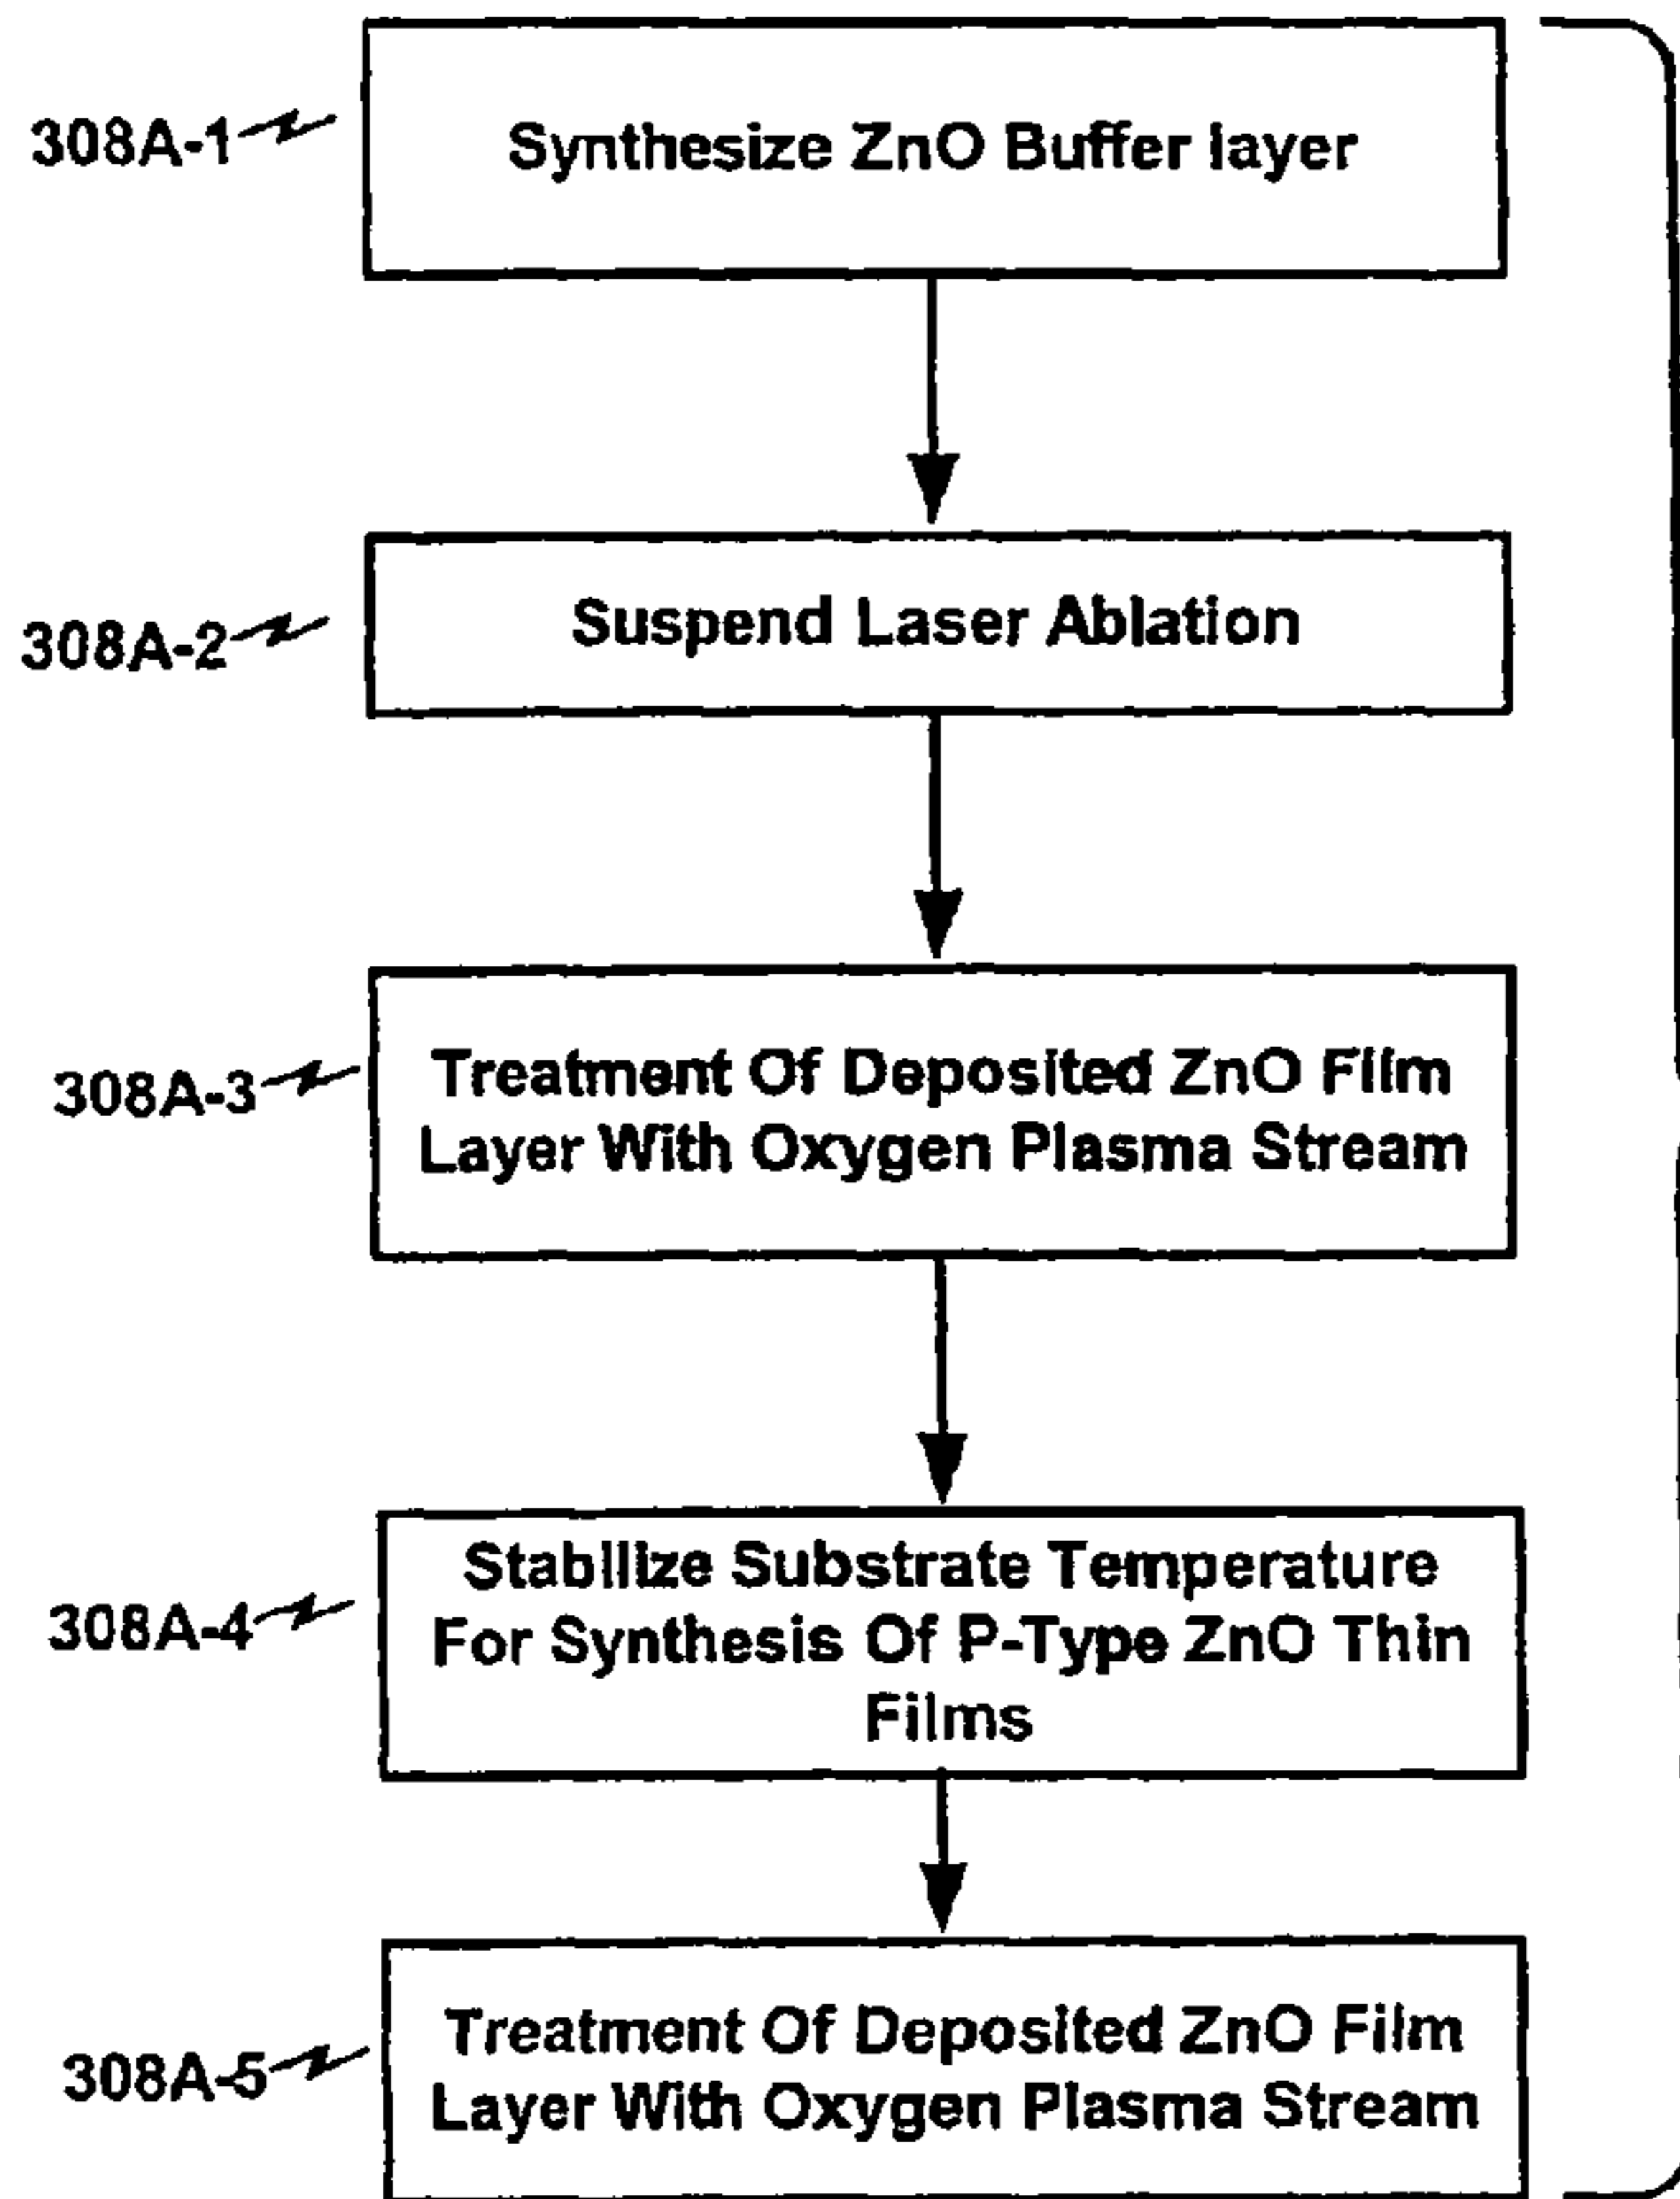 308A-1
Synthesize ZnO Buffer layer
308A-2
Suspend Laser Ablation
308A-3
Treatment Of Deposited ZnO Film
Layer With Oxygen Plasma Stream
308A-4
Stabilize Substrate Temperature
For Synthesis Of P-Type ZnO Thin
Films
308A-5
Treatment Of Deposited ZnO Film
Layer With Oxygen Plasma Stream